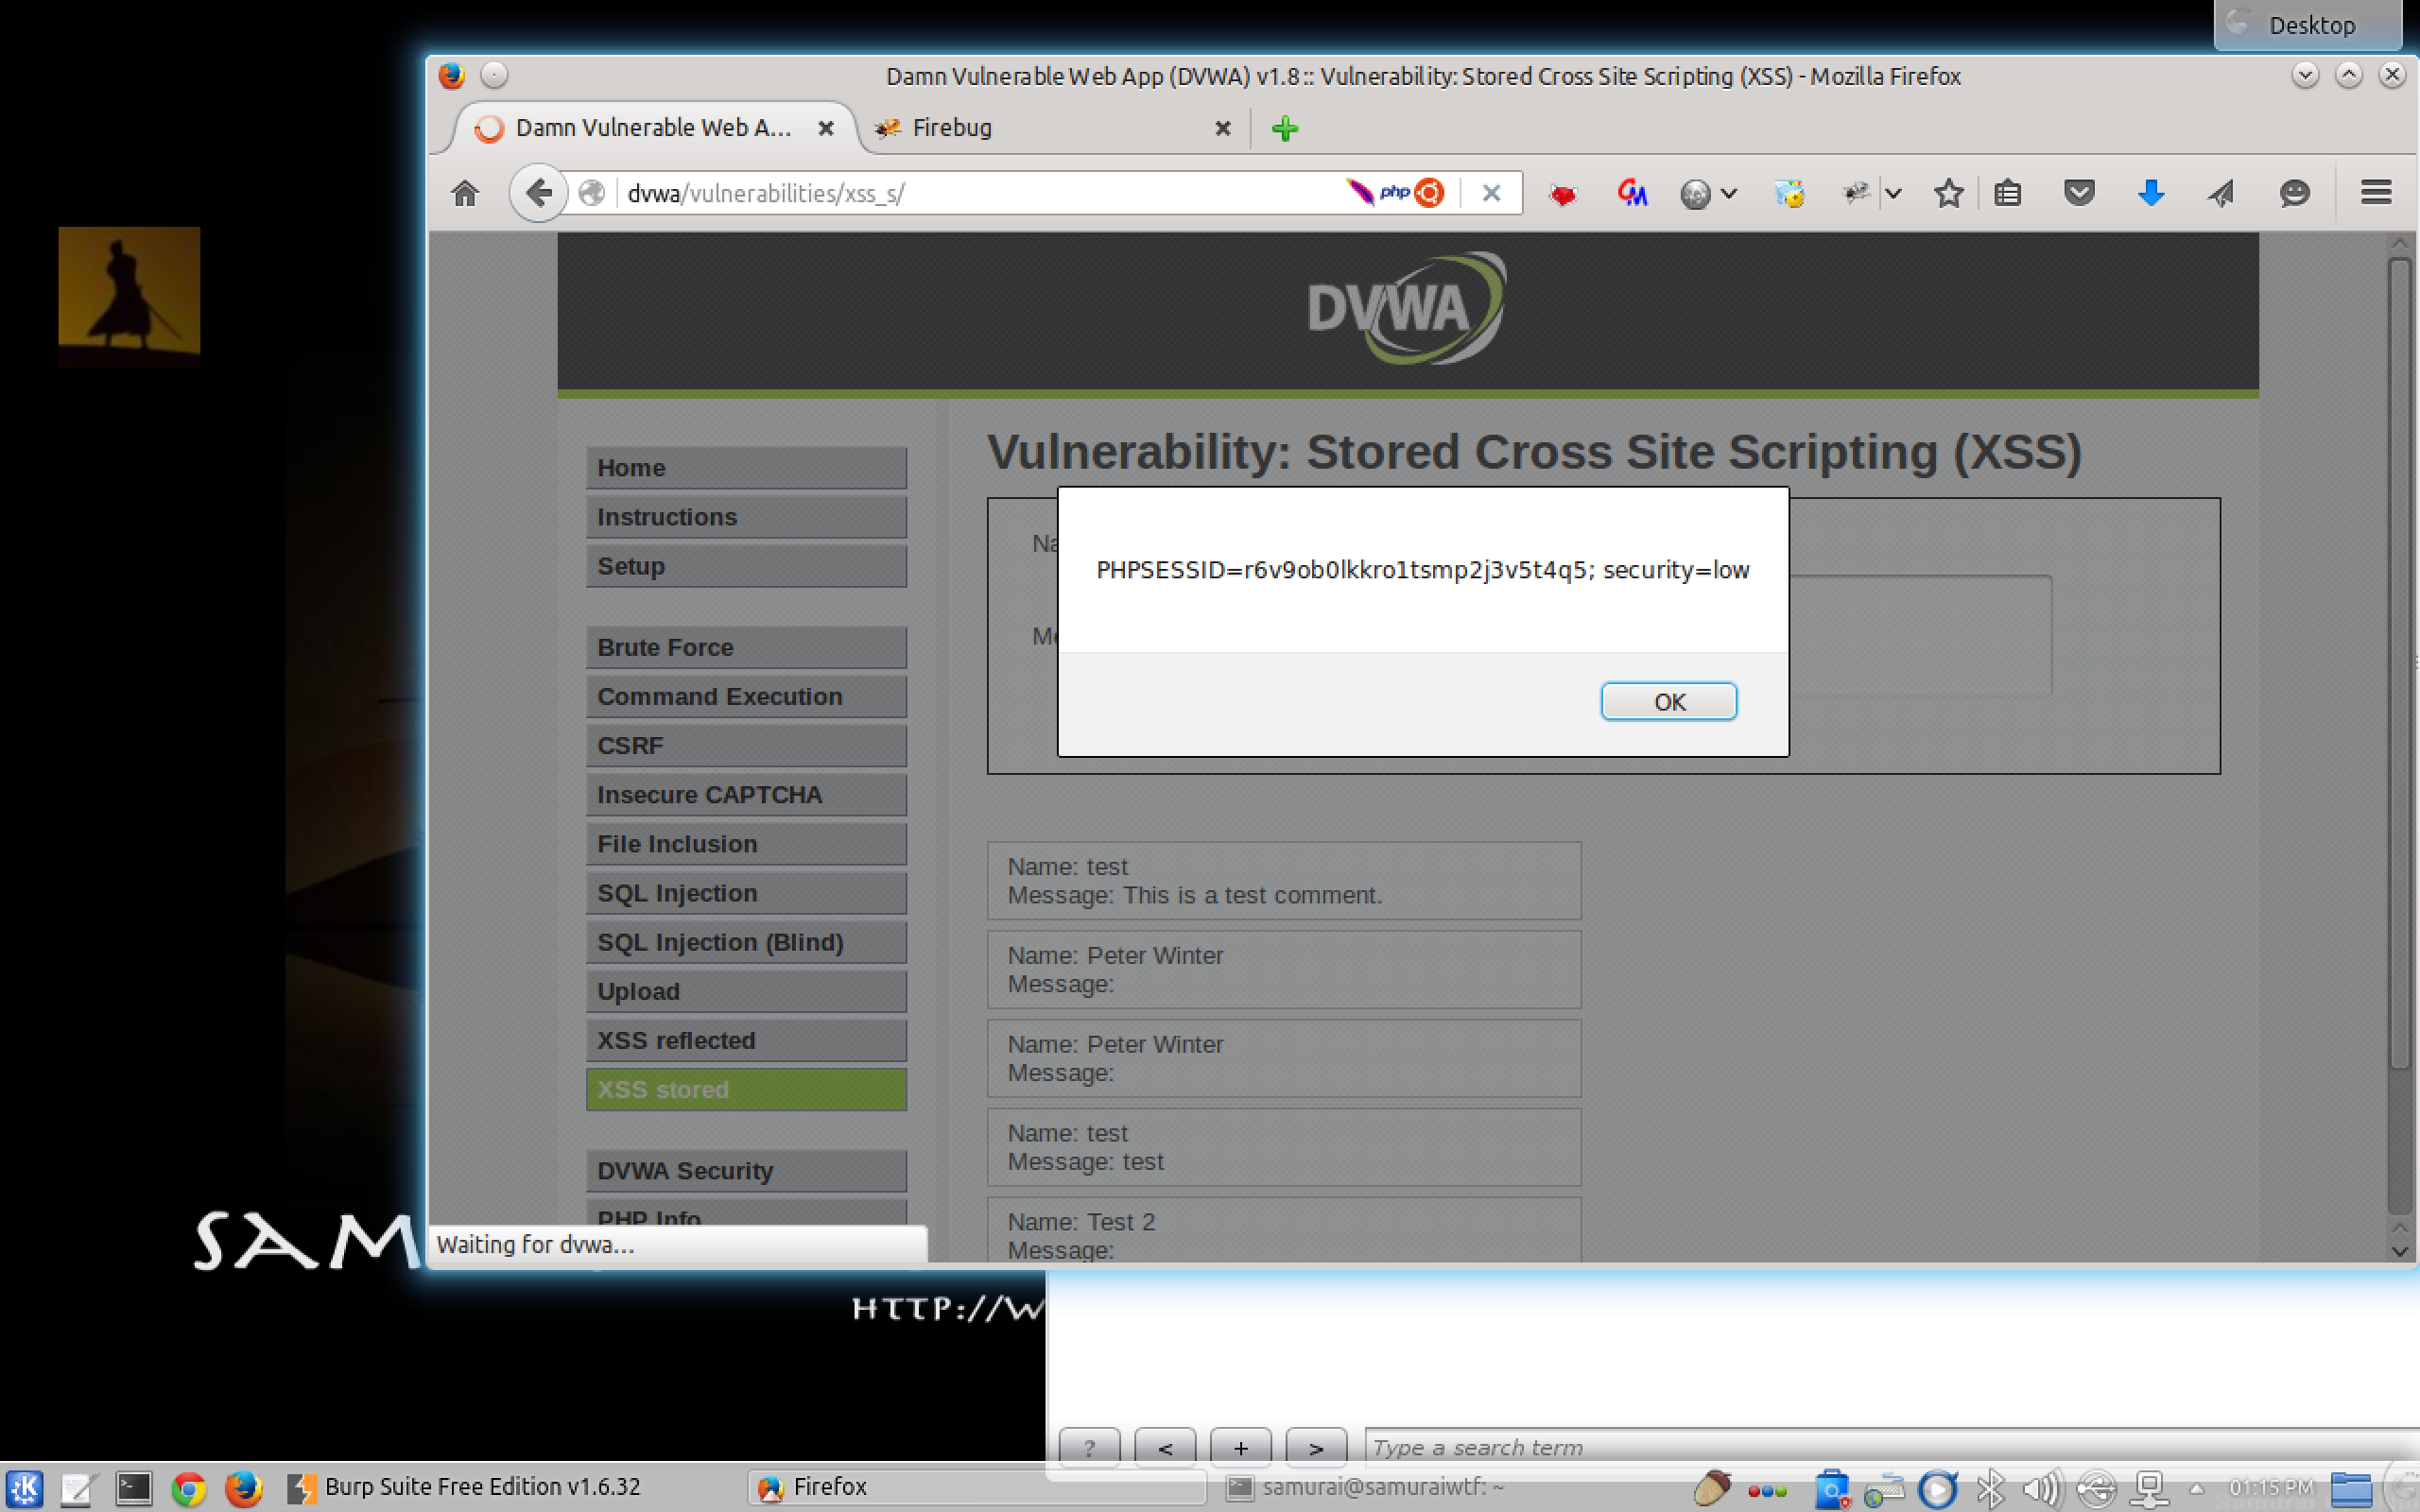 Desktop
Damn Vulnerable Web App (DVWA) v1.8 :: Vulnerability: Stored Cross Site Scripting (XSS) - Mozilla Firefox
Damn Vulnerable Web A...
Firebug
dvwa/vulnerabilities/xss_s/
php
DVWA
Home
Instructions
Setup
Brute Force
Command Execution
CSRF
Insecure CAPTCHA
File Inclusion
SQL Injection
SQL Injection (Blind)
Upload
XSS reflected
XSS stored
DVWA Security
PHP Info
Vulnerability: Stored Cross Site Scripting (XSS)
PHPSESSID=r6v9ob0lkkro1tsmp2j3v5t4q5; security=low
OK
Name: test
Message: This is a test comment.
Name: Peter Winter
Message:
Name: Peter Winter
Message:
Name: test
Message: test
Name: Test 2
Message:
Waiting for dvwa...
SAM
HTTP://W
? < + > Type a search term
Burp Suite Free Edition v1.6.32
Firefox
samurai@samuraiwtf: ~
01:15 PM